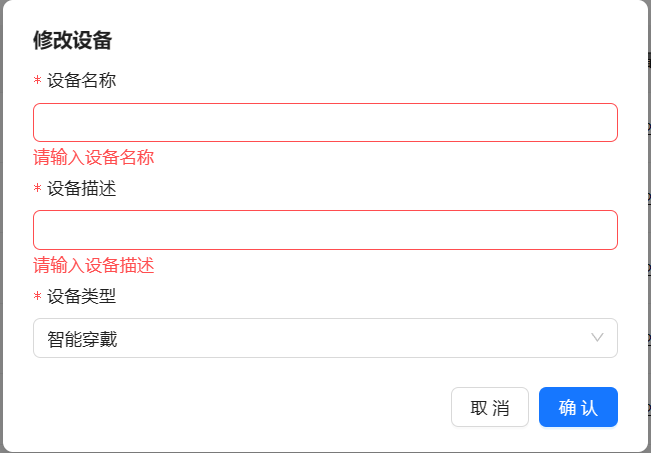 修改设备
* 设备名称
请输入设备名称
* 设备描述
请输入设备描述
* 设备类型
智能穿戴
取 消
确 认